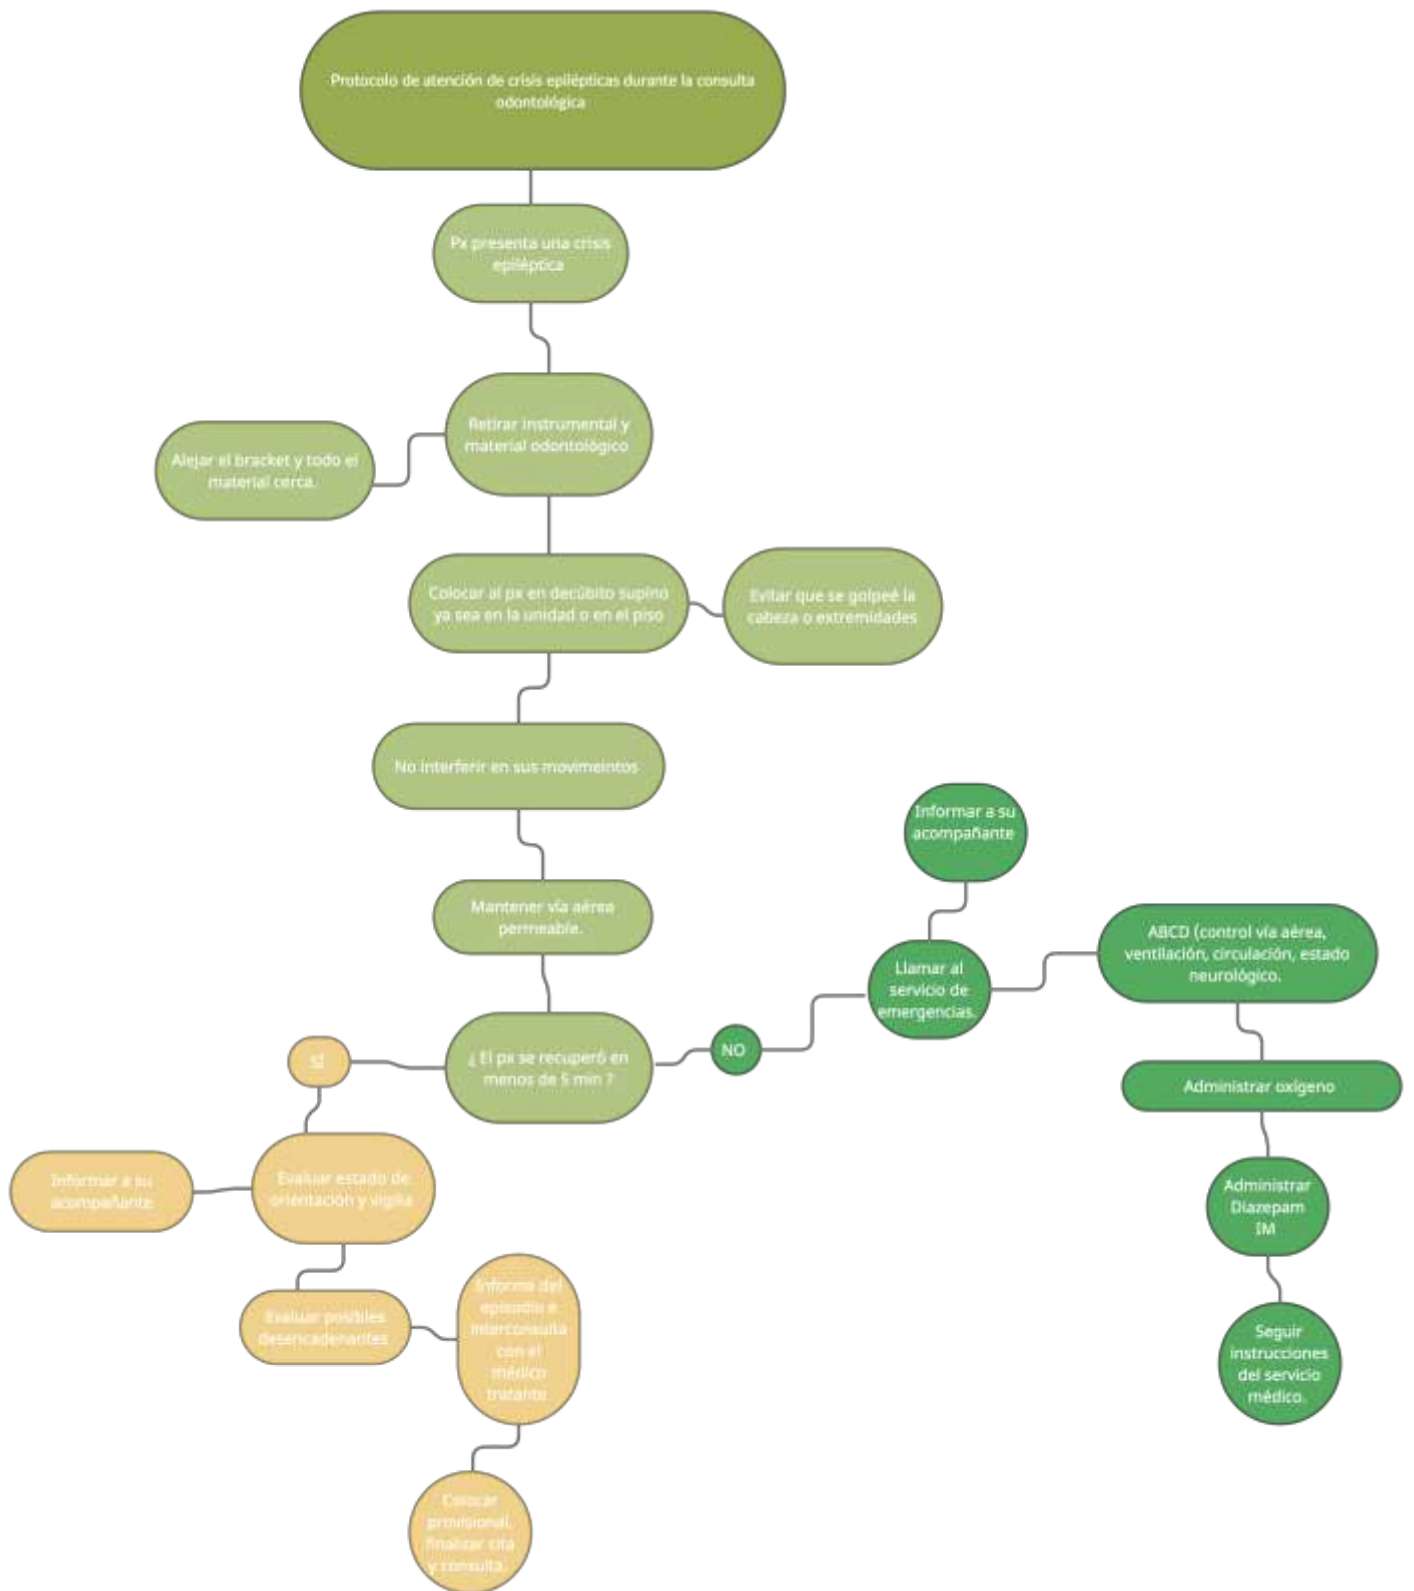 Protocolo de atención de crisis epilépticas durante la consulta
odontológica
Px presenta una crisis
epiléptica
Retirar instrumental y
material odontológico
Alejar el bracket y todo el
material cerca.
Colocar al px en decúbito supino
ya sea en la unidad o en el piso
Evitar que se golpeé la
cabeza o extremidades
No interferir en sus movimeintos
Mantener vía aérea
permeable.
¿ El px se recuperó en
menos de 5 min ?
NO
Llamar al
servicio de
emergencias.
Informar a su
acompañante
ABCD (control vía aérea,
ventilación, circulación, estado
neurológico.
Administrar oxígeno
Administrar
Diazepam
IM
Seguir
instrucciones
del servicio
médico.
SÍ
Evaluar estado de
orientación y vigilia
Informar a su
acompañante
Evaluar posibles
desencadenantes
Informe del
episodio e
interconsulta
con el
médico
tratante
Colocar
provisional,
finalizar cita
y consulta.